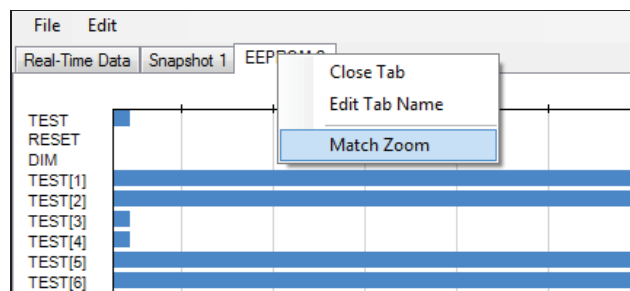 File Edit
Real-Time Data Snapshot 1
Close Tab
Edit Tab Name
Match Zoom
TEST
RESET
DIM
TEST[1]
TEST[2]
TEST[3]
TEST[4]
TEST[5]
TEST[6]